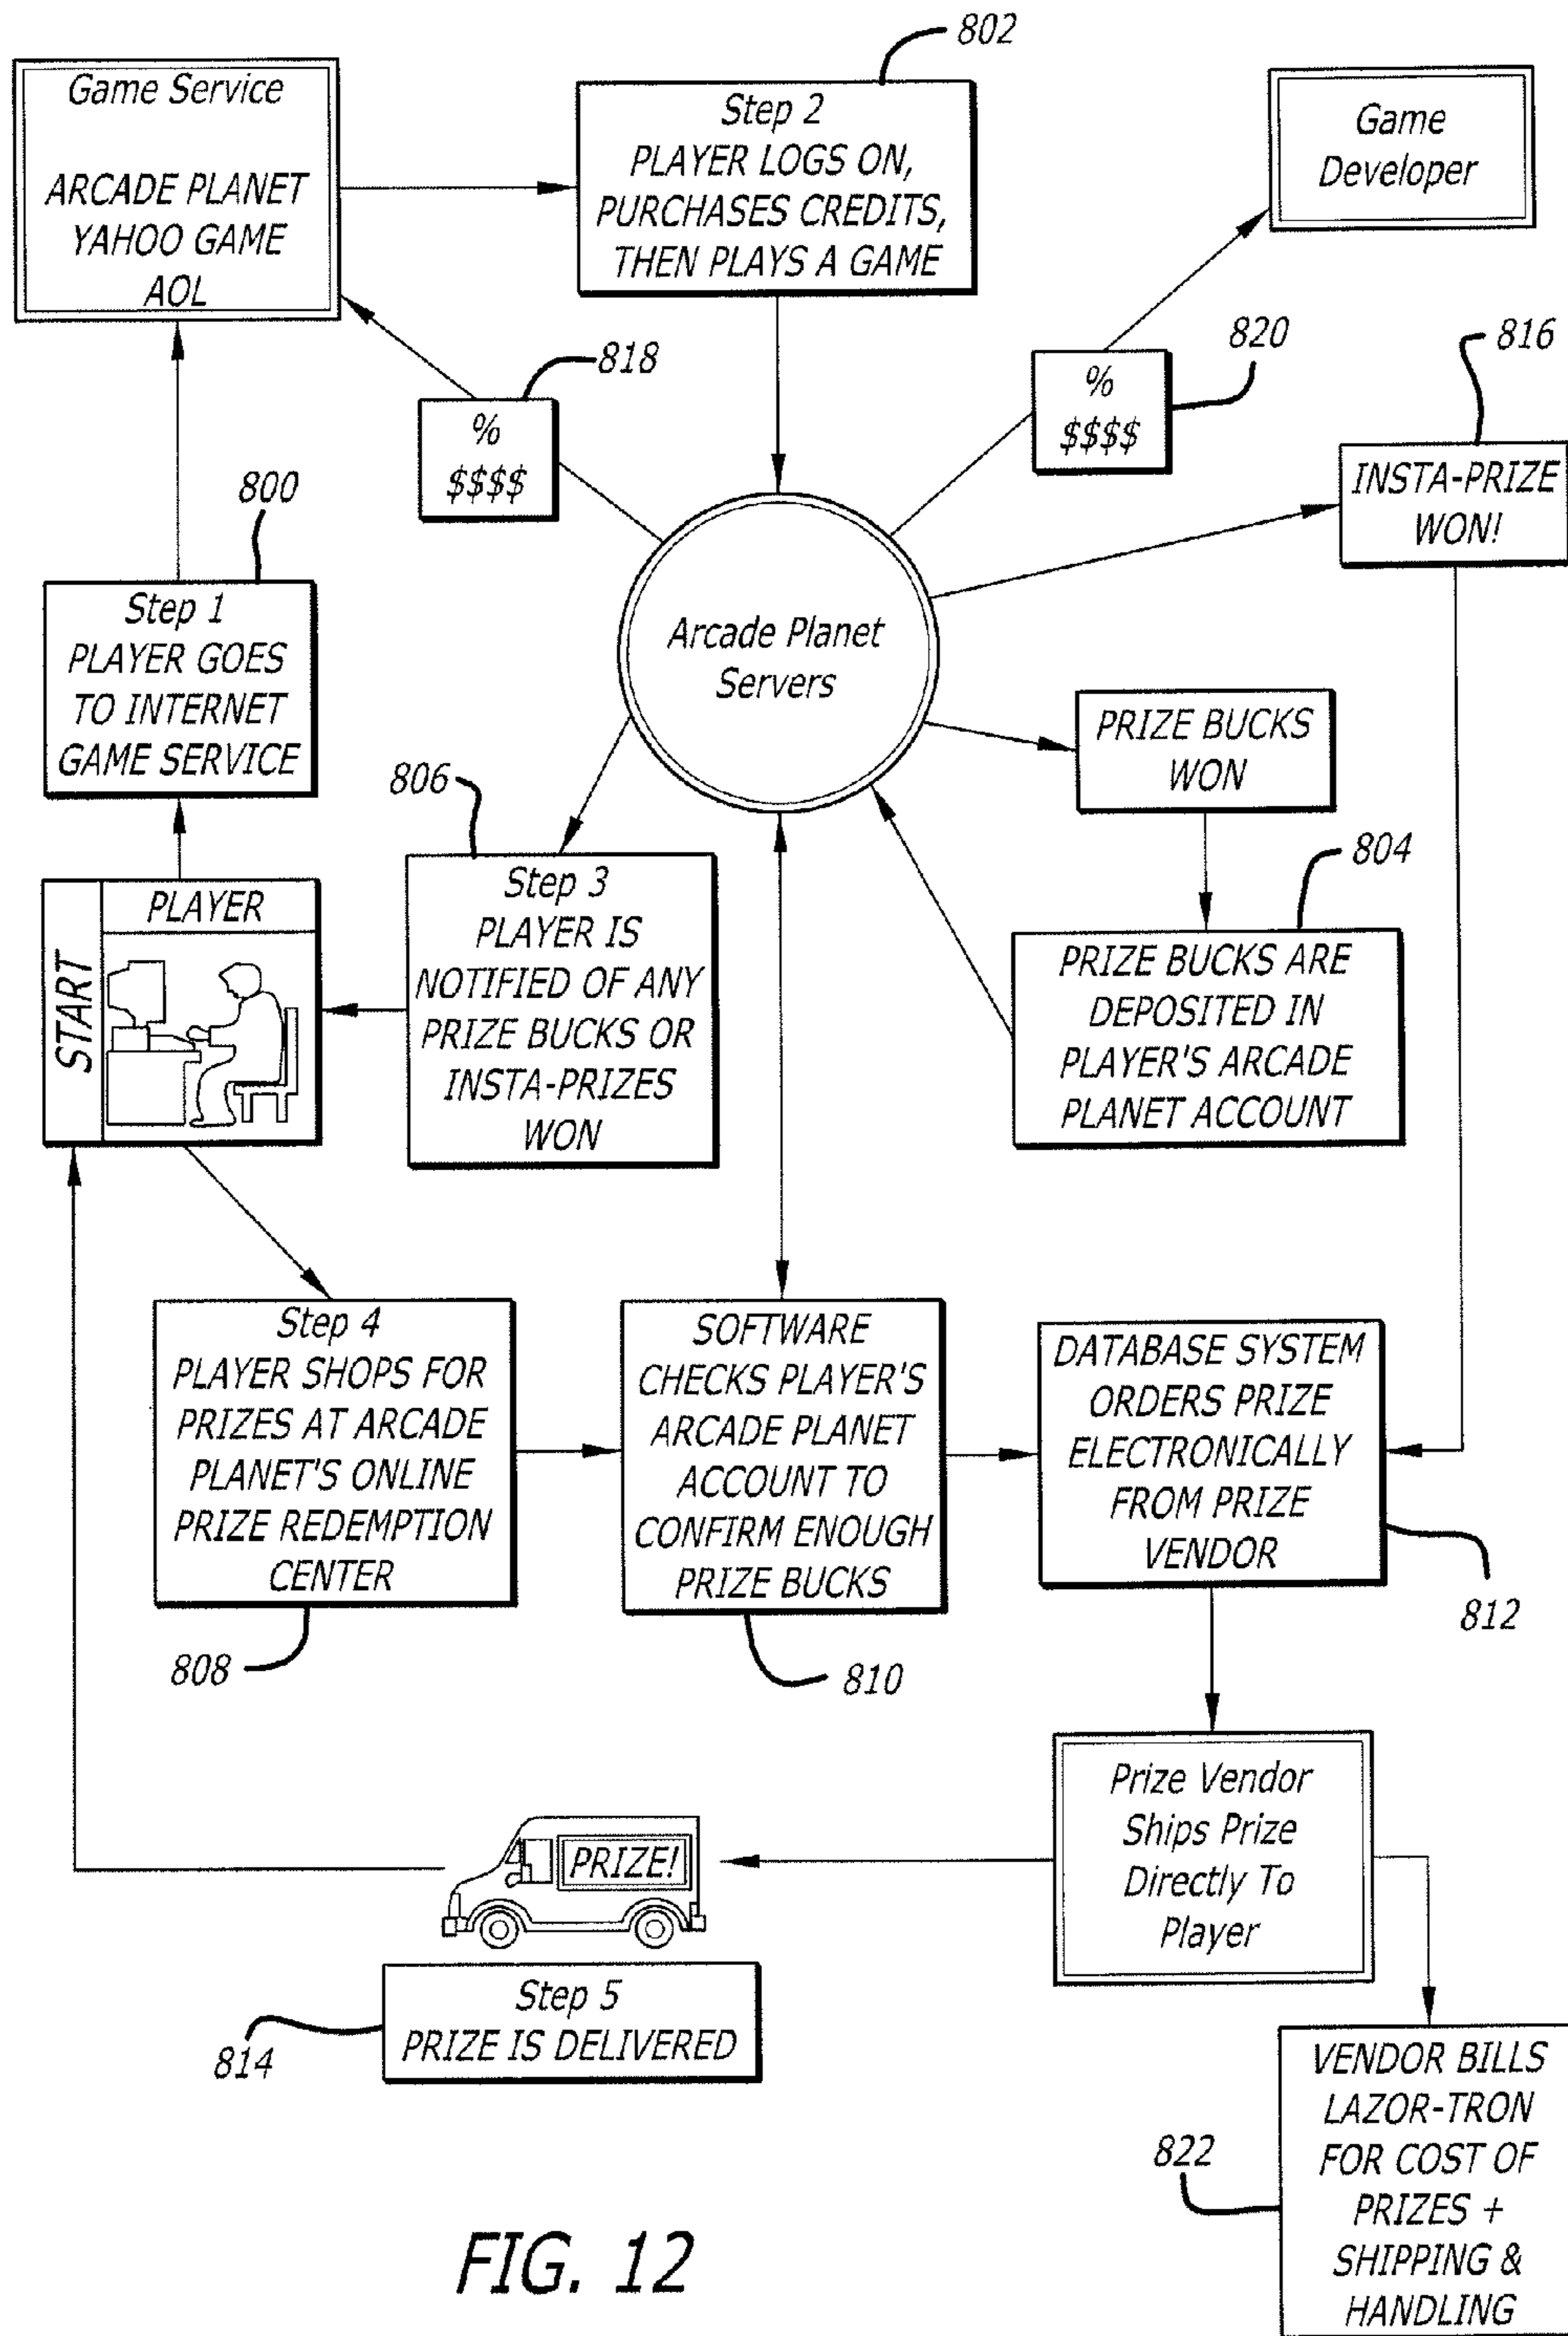 802
Game Service
ARCADE PLANET
YAHOO GAME
AOL
Step 2
PLAYER LOGS ON,
PURCHASES CREDITS,
THEN PLAYS A GAME
Game
Developer
818
%
$$$$
820
%
$$$$
816
INSTA-PRIZE
WON!
800
Step 1
PLAYER GOES
TO INTERNET
GAME SERVICE
Arcade Planet
Servers
PRIZE BUCKS
WON
806
804
START
PLAYER
Step 3
PLAYER IS
NOTIFIED OF ANY
PRIZE BUCKS OR
INSTA-PRIZES
WON
PRIZE BUCKS ARE
DEPOSITED IN
PLAYER'S ARCADE
PLANET ACCOUNT
Step 4
PLAYER SHOPS FOR
PRIZES AT ARCADE
PLANET'S ONLINE
PRIZE REDEMPTION
CENTER
808
SOFTWARE
CHECKS PLAYER'S
ARCADE PLANET
ACCOUNT TO
CONFIRM ENOUGH
PRIZE BUCKS
810
DATABASE SYSTEM
ORDERS PRIZE
ELECTRONICALLY
FROM PRIZE
VENDOR
812
Prize Vendor
Ships Prize
Directly To
Player
PRIZE!
Step 5
PRIZE IS DELIVERED
814
VENDOR BILLS
LAZOR-TRON
FOR COST OF
PRIZES +
SHIPPING &
HANDLING
822
FIG. 12